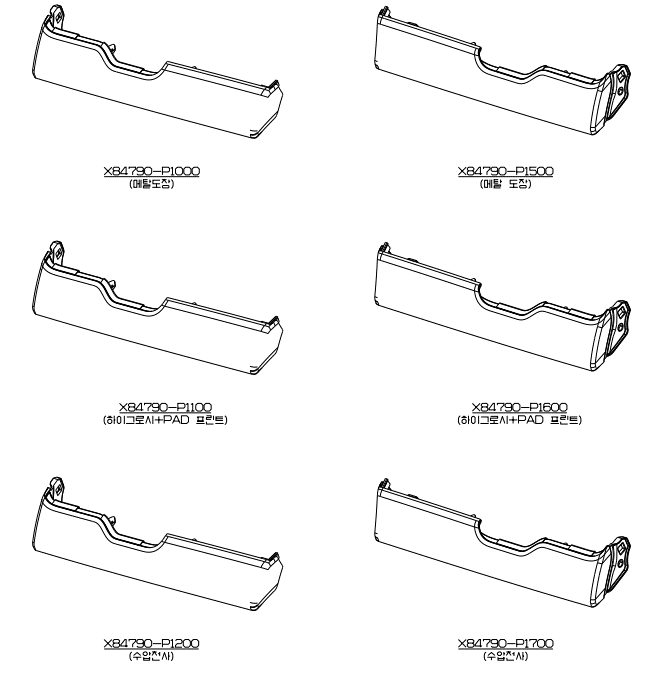 X84790-P1000
(메탈도장)
X84790-P1500
(메탈 도장)
X84790-P1100
(하이그로시+PAD 프린트)
X84790-P1600
(하이그로시+PAD 프린트)
X84790-P1200
(수압전사)
X84790-P1700
(수압전사)